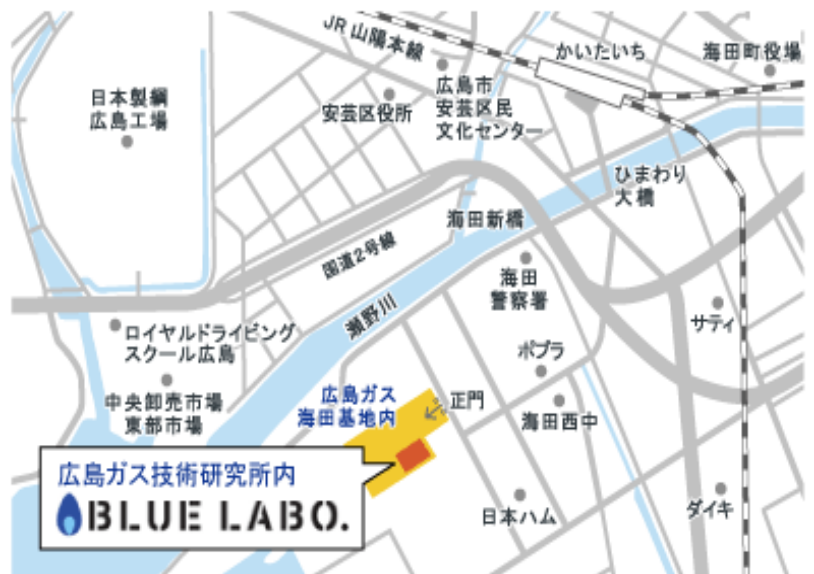 JR山陽本線
かいたいち
海田町役場
日本製綱
広島工場
安芸区役所
広島市
安芸区民
文化センター
ひまわり
大橋
海田新橋
国道2号線
海田
警察署
瀬野川
サティ
ロイヤルドライビング
スクール広島
ポプラ
中央卸売市場
東部市場
広島ガス
海田基地内
正門
海田西中
広島ガス技術研究所内
BLUE LABO.
日本ハム
ダイキ